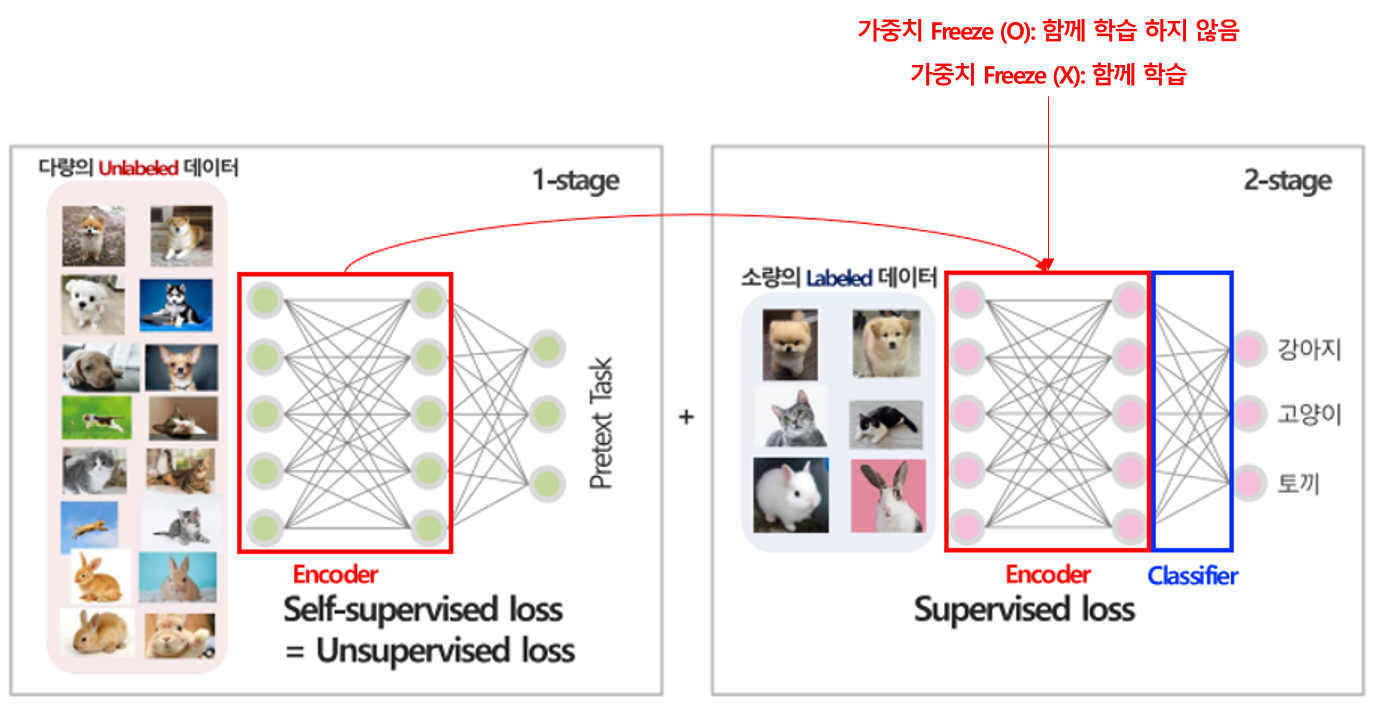 가중치 Freeze (O): 함께 학습 하지 않음
가중치 Freeze (X): 함께 학습
다량의 Unlabeled 데이터
1-stage
Pretext Task
Encoder
Self-supervised loss
= Unsupervised loss
+
2-stage
소량의 Labeled 데이터
강아지
고양이
토끼
Encoder
Classifier
Supervised loss